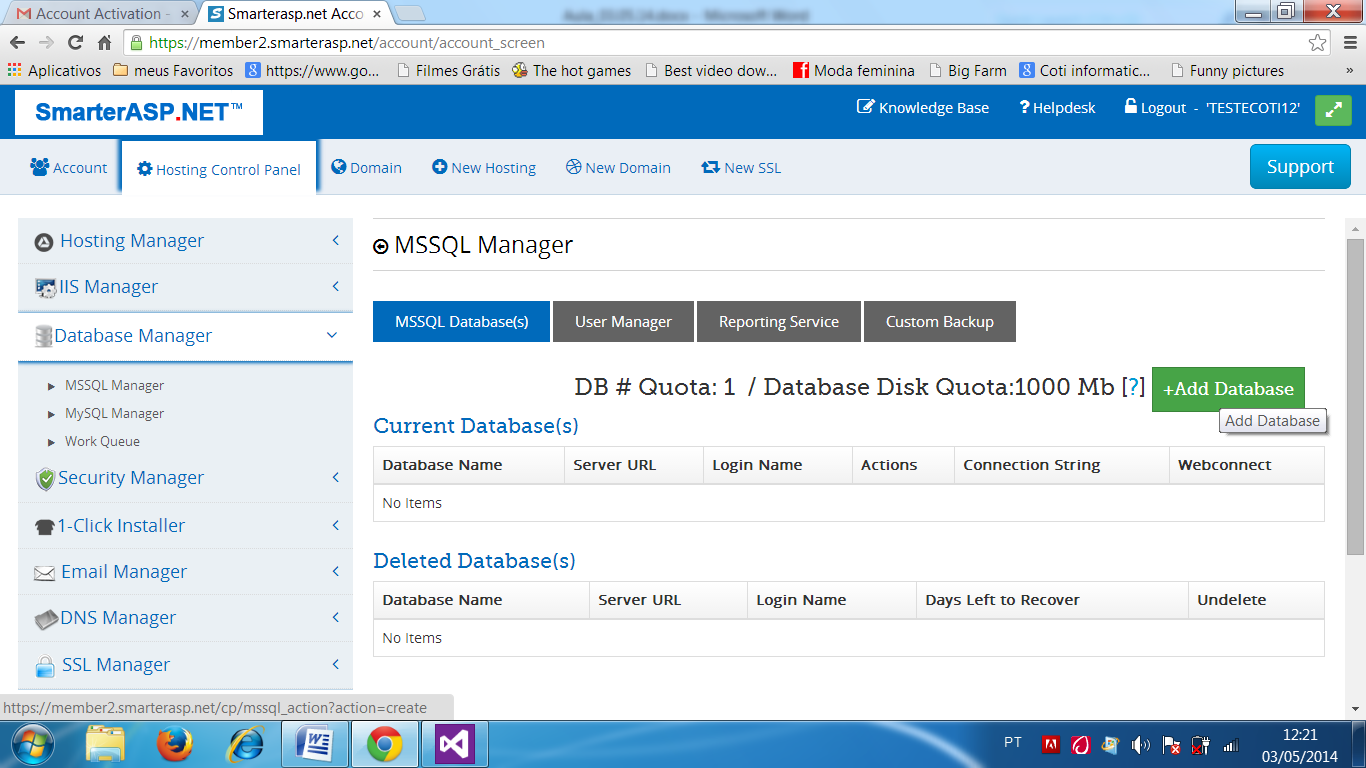 Account Activation -
Smarterasp.net Acco
Aula_03.05.14.docx - Microsoft Word
https://member2.smarterasp.net/account/account_screen
Aplicativos
meus Favoritos
https://www.go...
Filmes Grátis
The hot games
Best video dow...
Moda feminina
Big Farm
Coti informatic...
Funny pictures
»
SmarterASP.NET™
Knowledge Base
Helpdesk
Logout - 'TESTECOTI12'
Account
Hosting Control Panel
Domain
New Hosting
New Domain
New SSL
Support
Hosting Manager
IIS Manager
Database Manager
MSSQL Manager
MySQL Manager
Work Queue
Security Manager
1-Click Installer
Email Manager
DNS Manager
SSL Manager
MSSQL Manager
MSSQL Database(s)
User Manager
Reporting Service
Custom Backup
DB # Quota: 1 / Database Disk Quota:1000 Mb [?]
+Add Database
Add Database
Current Database(s)
Database Name Server URL Login Name Actions Connection String Webconnect
No Items
Deleted Database(s)
Database Name Server URL Login Name Days Left to Recover Undelete
No Items
https://member2.smarterasp.net/cp/mssql_action?action=create
PT
12:21
03/05/2014